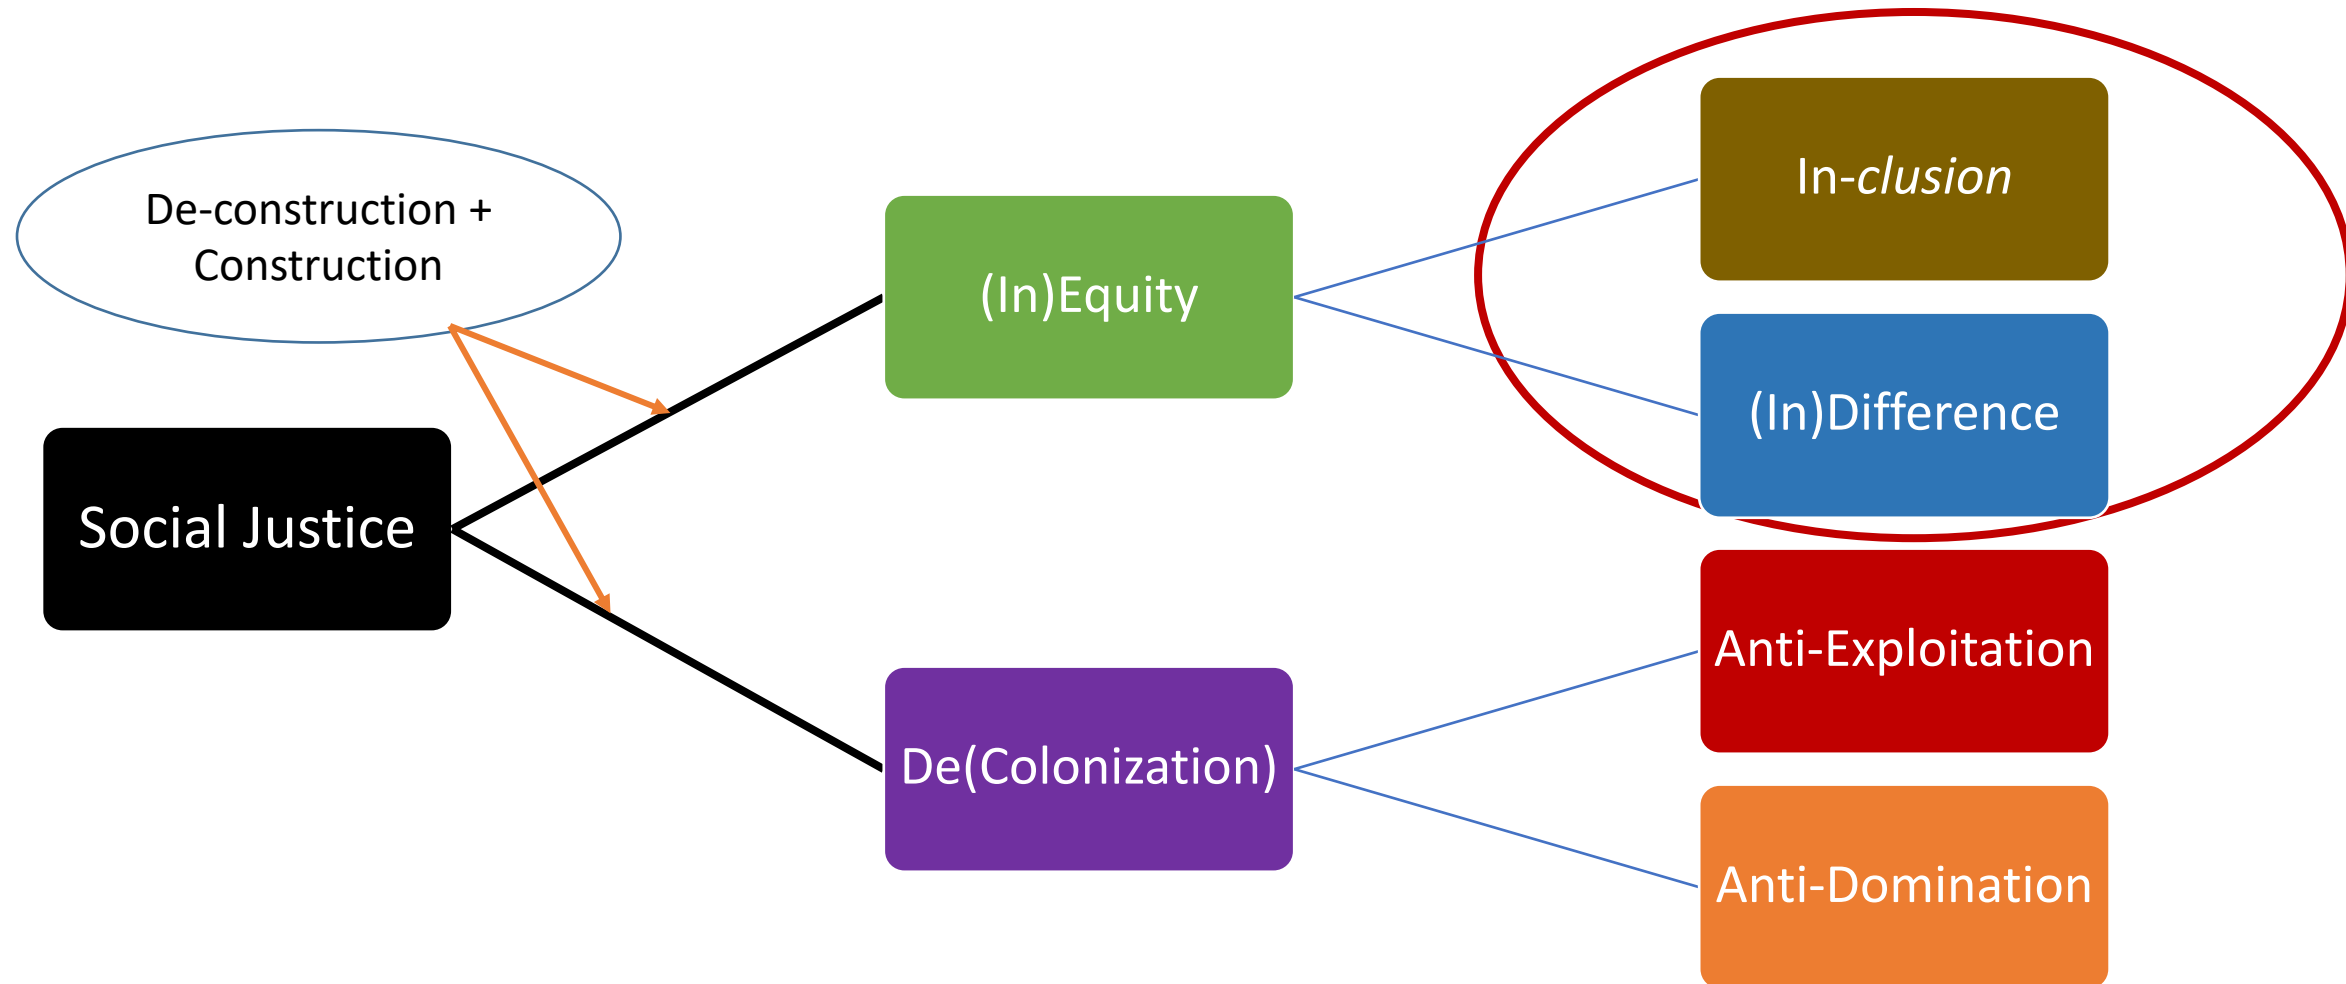 De-construction +
Construction
Social Justice
(In)Equity
De(Colonization)
In-clusion
(In)Difference
Anti-Exploitation
Anti-Domination